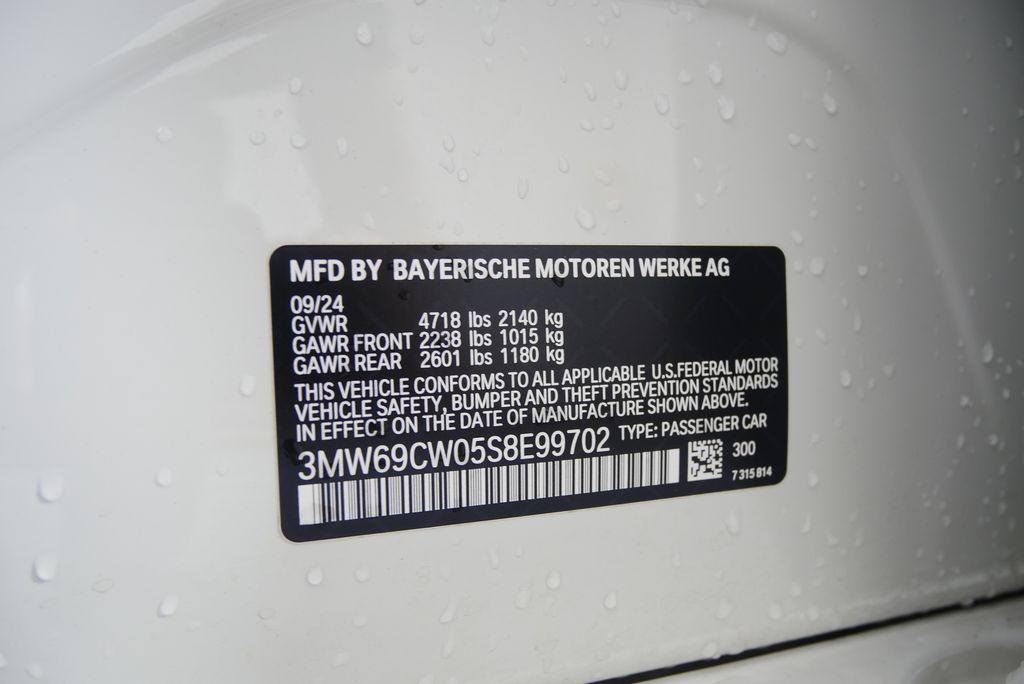 MFD BY BAYERISCHE MOTOREN WERKE AG
09/24
GVWR 4718 lbs 2140 kg
GAWR FRONT 2238 lbs 1015 kg
GAWR REAR 2601 lbs 1180 kg
THIS VEHICLE CONFORMS TO ALL APPLICABLE U.S.FEDERAL MOTOR
VEHICLE SAFETY, BUMPER AND THEFT PREVENTION STANDARDS
IN EFFECT ON THE DATE OF MANUFACTURE SHOWN ABOVE.
3MW69CW05S8E99702 TYPE: PASSENGER CAR
300
7 315 814